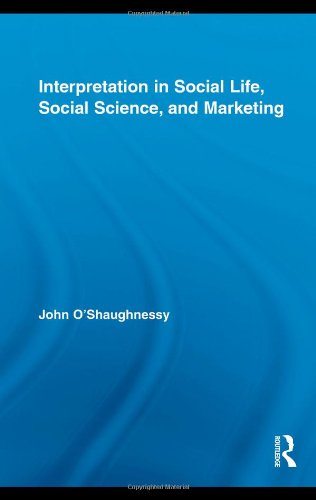 Interpretation in Social Life,
Social Science, and Marketing
John O'Shaughnessy
ROUTLEDGE